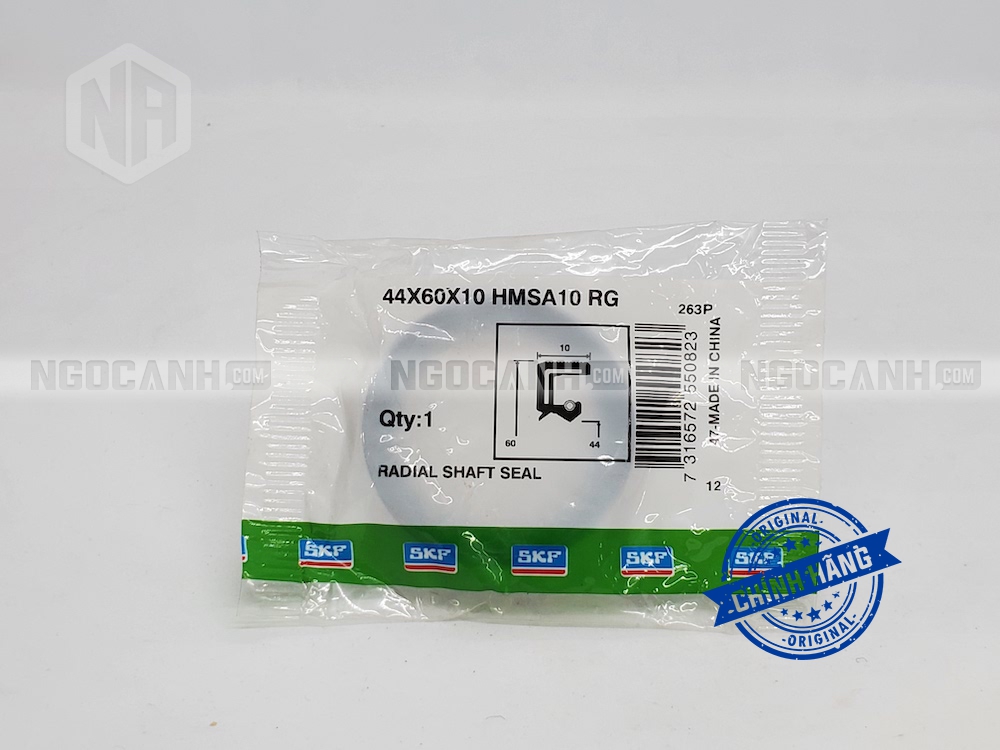 NA
44X60X10 HMSA10 RG
263P
10
60
44
Qty:1
RADIAL SHAFT SEAL
7 316572 550823
47-MADE IN CHINA
12
NGOCANH.COM
NGOCANH.COM
NGOCANH.COM
SKF
SKF
SKF
SKF
SKF
ORIGINAL
CHÍNH HÃNG
ORIGINAL